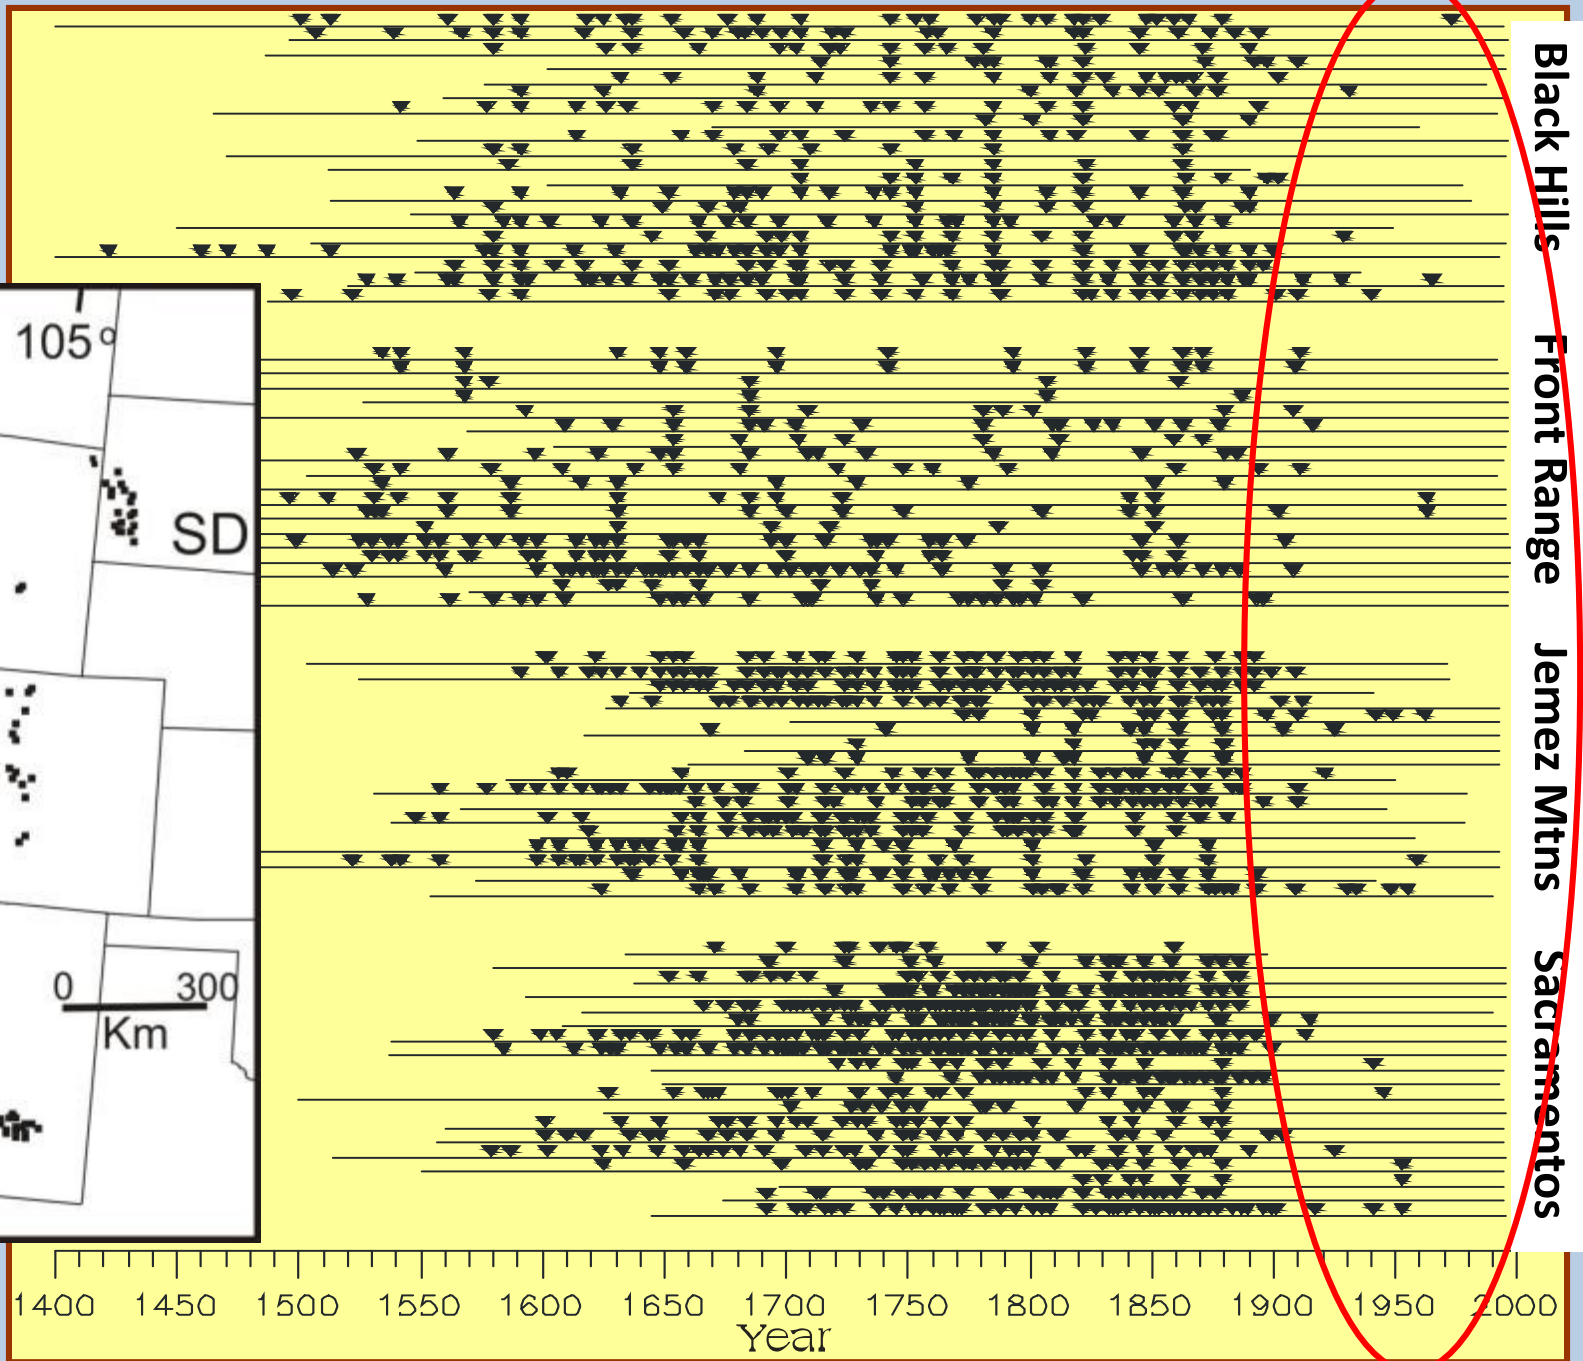 Black Hills
Front Range
Jemez Mtns
Sacramentos
105°
SD
0 300
Km
1400 1450 1500 1550 1600 1650 1700 1750 1800 1850 1900 1950 2000
Year